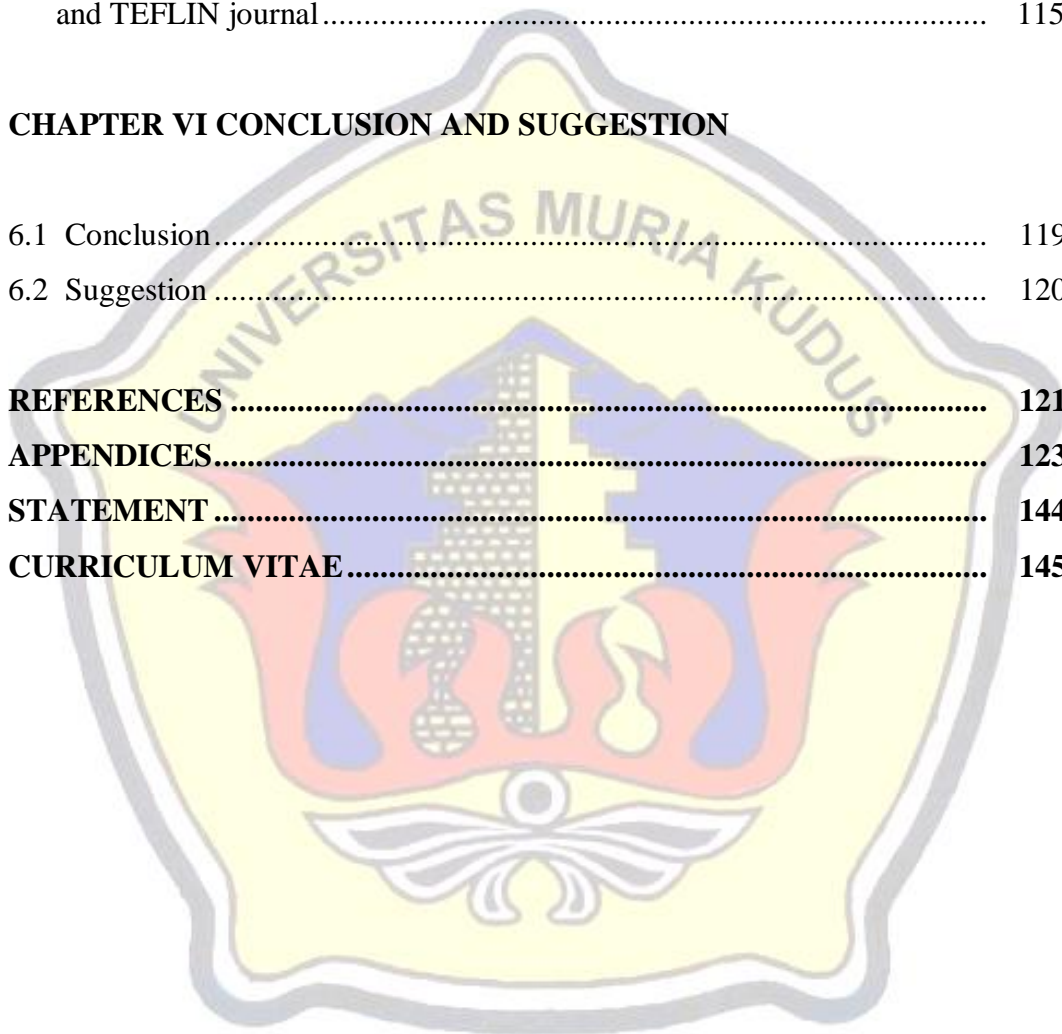 and TEFLIN journal ........................................................................................ 115
CHAPTER VI CONCLUSION AND SUGGESTION
6.1 Conclusion ........................................................................................ 119
6.2 Suggestion ........................................................................................ 120
REFERENCES ........................................................................................ 121
APPENDICES ........................................................................................ 123
STATEMENT ........................................................................................ 144
CURRICULUM VITAE ........................................................................................ 145
UNIVERSITAS MURIA KUDUS